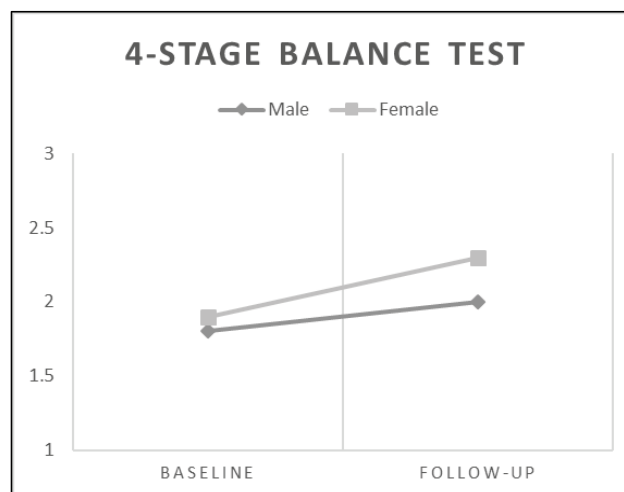 4-STAGE BALANCE TEST
Male Female
3
2.5
2
1.5
1
BASELINE FOLLOW-UP